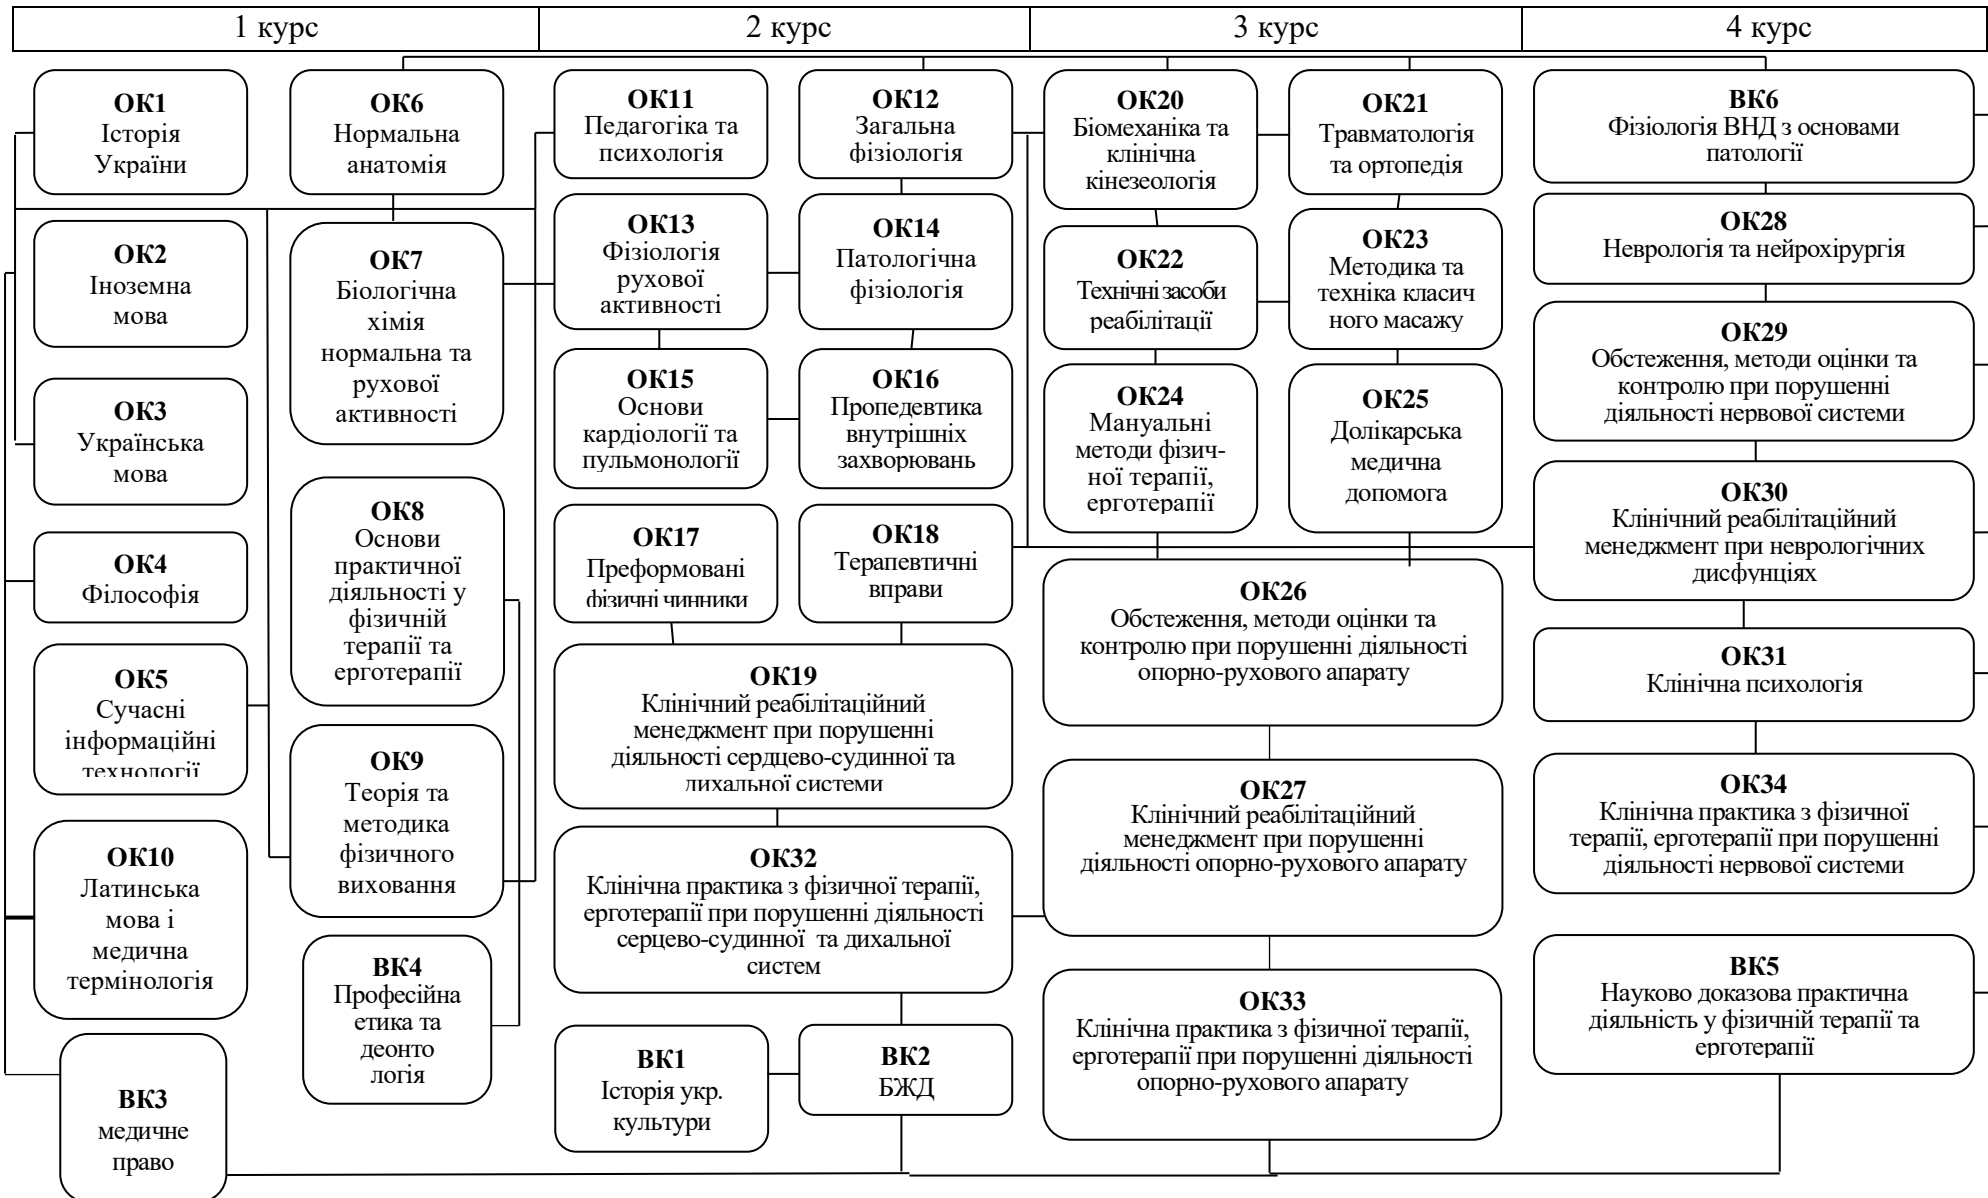 1 курс
2 курс
3 курс
4 курс
ОК1
Історія
України
ОК2
Іноземна
мова
ОК3
Українська
мова
ОК4
Філософія
ОК5
Сучасні
інформаційні
технології
ОК10
Латинська
мова і
медична
термінологія
ВК3
медичне
право
ОК6
Нормальна
анатомія
ОК7
Біологічна
хімія
нормальна та
рухової
активності
ОК8
Основи
практичної
діяльності у
фізичній
терапії та
ерготерапії
ОК9
Теорія та
методика
фізичного
виховання
ВК4
Професійна
етика та
деонто
логія
ОК11
Педагогіка та
психологія
ОК12
Загальна
фізіологія
ОК13
Фізіологія
рухової
активності
ОК14
Патологічна
фізіологія
ОК15
Основи
кардіології та
пульмонології
ОК16
Пропедевтика
внутрішніх
захворювань
ОК17
Преформовані
фізичні чинники
ОК18
Терапевтичні
вправи
ОК19
Клінічний реабілітаційний
менеджмент при порушенні
діяльності сердцево-судинної та
дихальної системи
ОК32
Клінічна практика з фізичної терапії,
ерготерапії при порушенні діяльності
серцево-судинної та дихальної
систем
ВК1
Історія укр.
культури
ВК2
БЖД
ОК20
Біомеханіка та
клінічна
кінезеологія
ОК21
Травматологія
та ортопедія
ОК22
Технічні засоби
реабілітації
ОК23
Методика та
техніка класич
ного масажу
ОК24
Мануальні
методи фізич-
ної терапії,
ерготерапії
ОК25
Долікарська
медична
допомога
ОК26
Обстеження, методи оцінки та
контролю при порушенні діяльності
опорно-рухового апарату
ОК27
Клінічний реабілітаційний
менеджмент при порушенні
діяльності опорно-рухового апарату
ОК33
Клінічна практика з фізичної терапії,
ерготерапії при порушенні діяльності
опорно-рухового апарату
ВК6
Фізіологія ВНД з основами
патології
ОК28
Неврологія та нейрохірургія
ОК29
Обстеження, методи оцінки та
контролю при порушенні
діяльності нервової системи
ОК30
Клінічний реабілітаційний
менеджмент при неврологічних
дисфунціях
ОК31
Клінічна психологія
ОК34
Клінічна практика з фізичної
терапії, ерготерапії при порушенні
діяльності нервової системи
ВК5
Науково доказова практична
діяльність у фізичній терапії та
ерготерапії